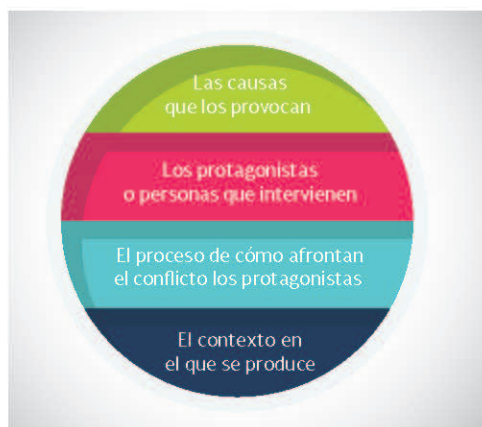 Las causas
que los provocan
Los protagonistas
o personas que intervienen
El proceso de cómo afrontan
el conflicto los protagonistas
El contexto en
el que se produce